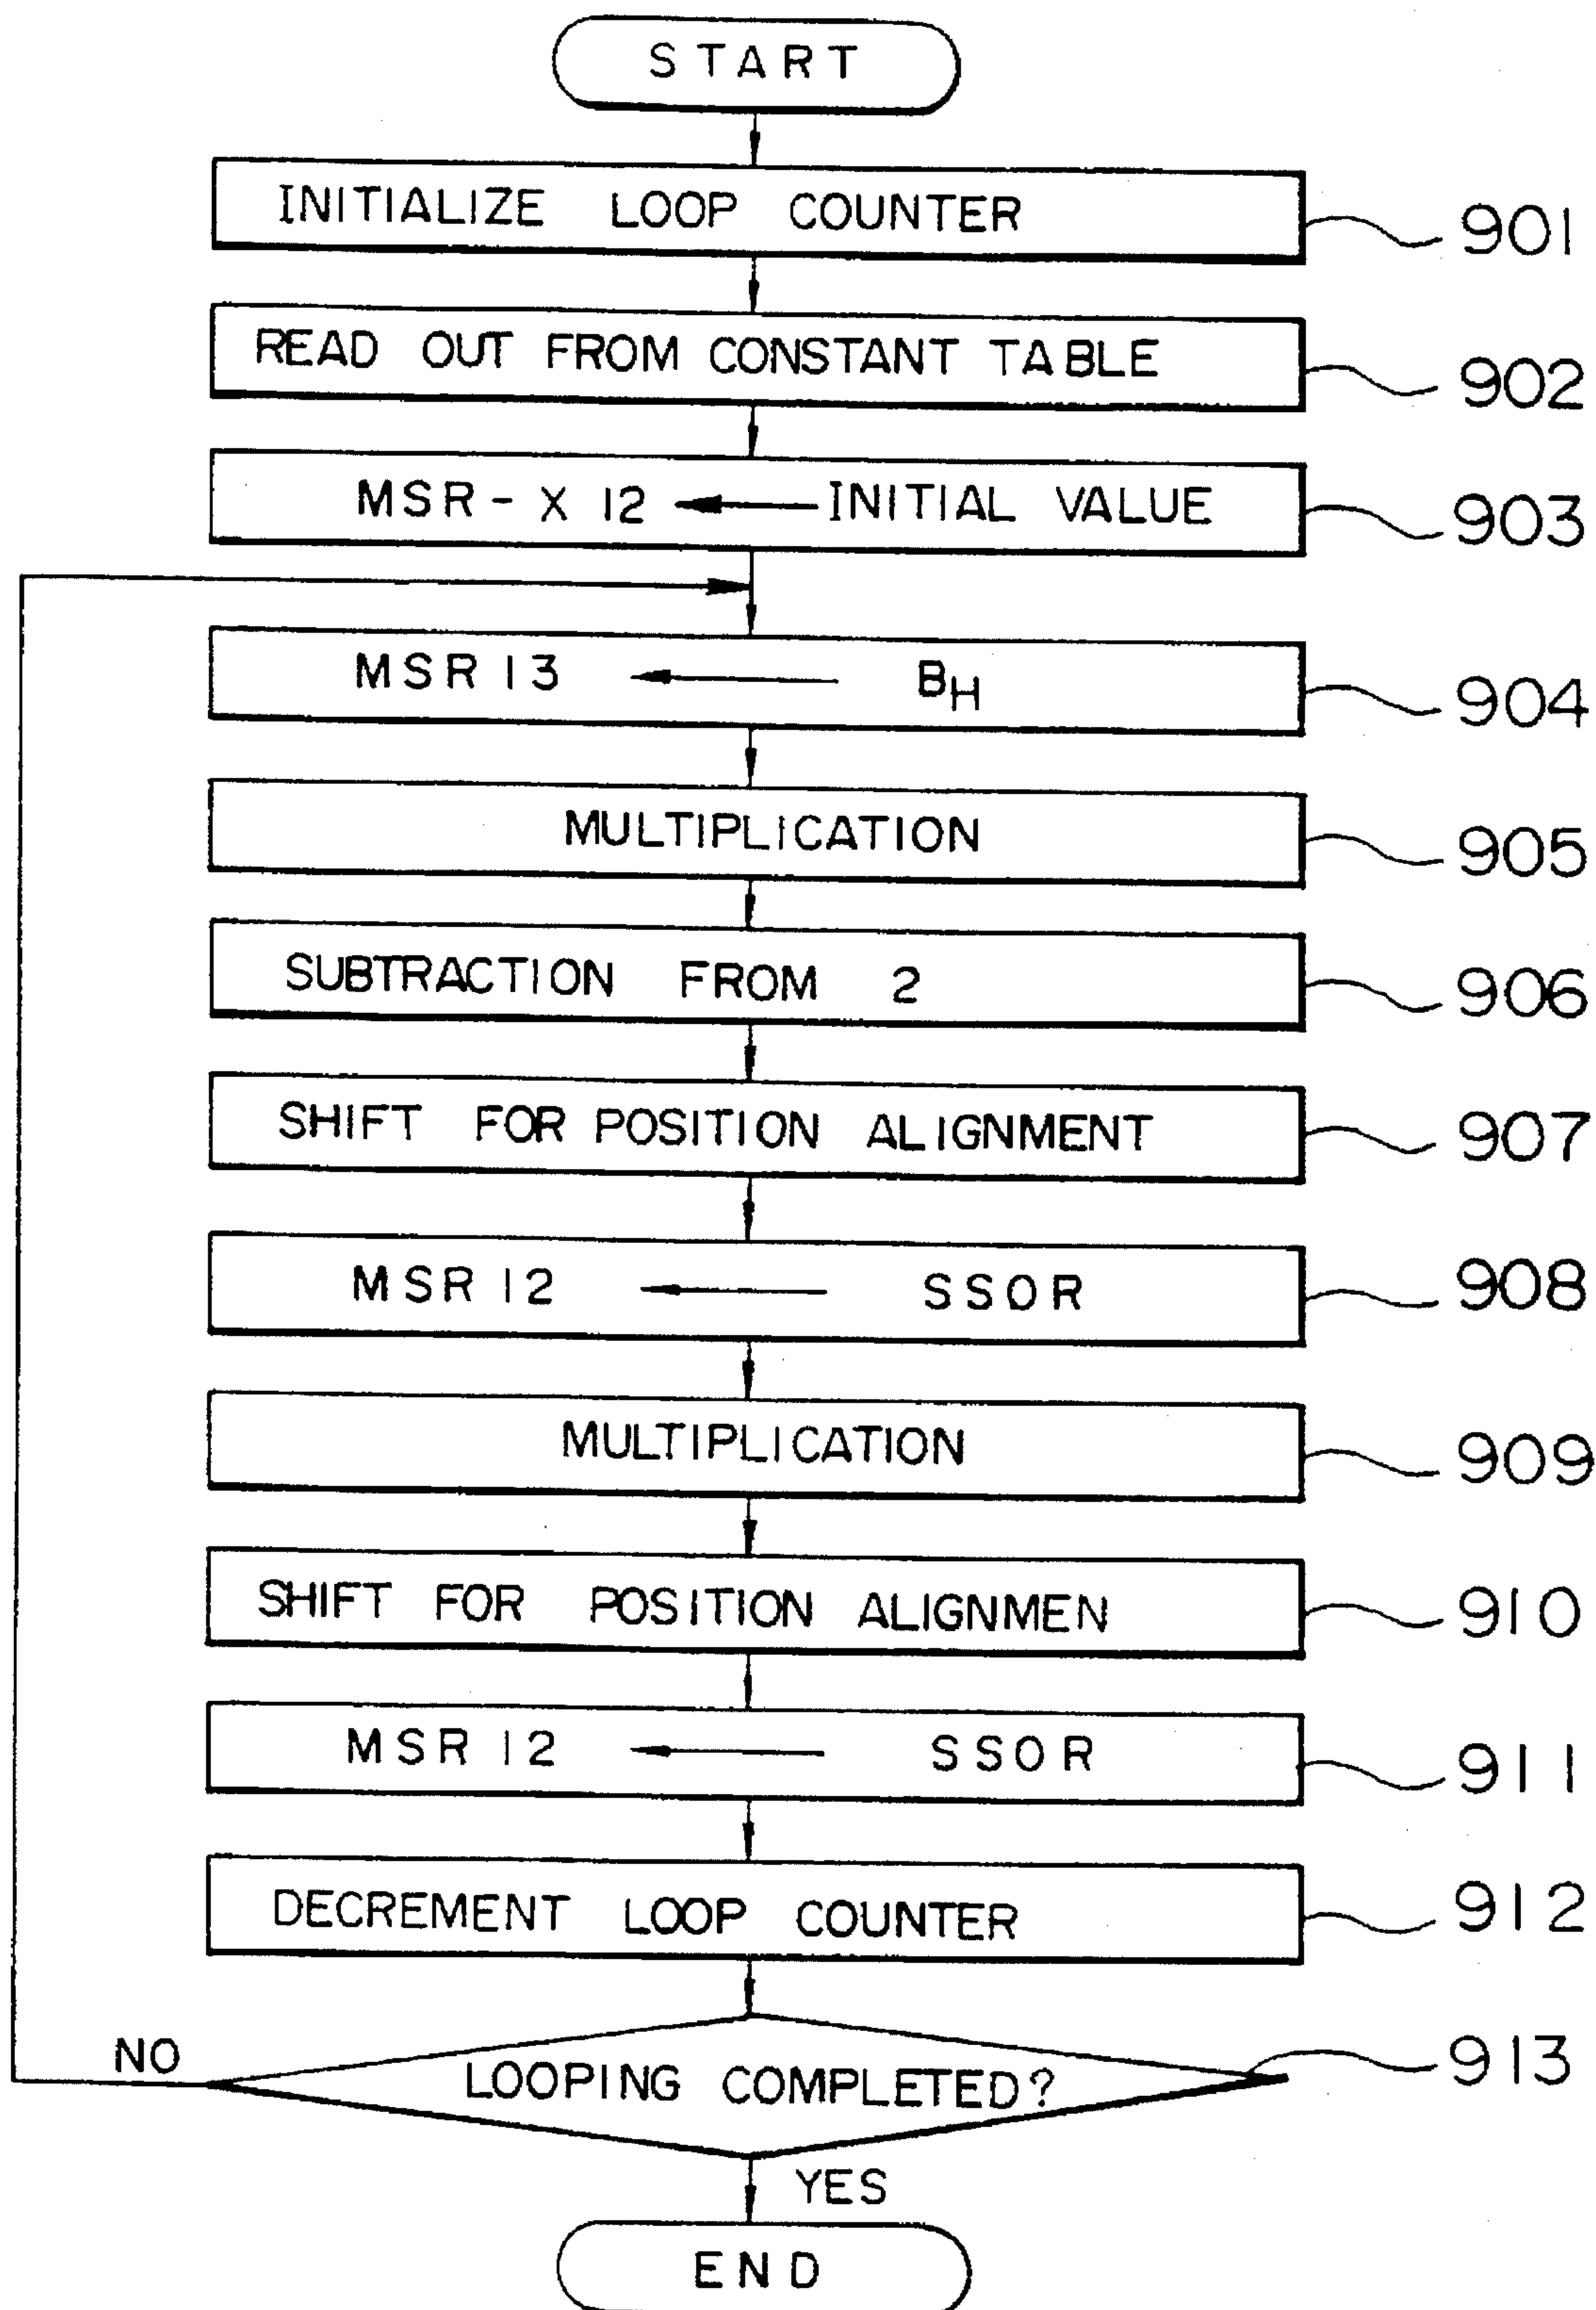 START
INITIALIZE LOOP COUNTER
901
READ OUT FROM CONSTANT TABLE
902
MSR-X 12 ← INITIAL VALUE
903
MSR 13 ← BH
904
MULTIPLICATION
905
SUBTRACTION FROM 2
906
SHIFT FOR POSITION ALIGNMENT
907
MSR 12 ← SSOR
908
MULTIPLICATION
909
SHIFT FOR POSITION ALIGNMEN
910
MSR 12 ← SSOR
911
DECREMENT LOOP COUNTER
912
NO
LOOPING COMPLETED?
913
YES
END